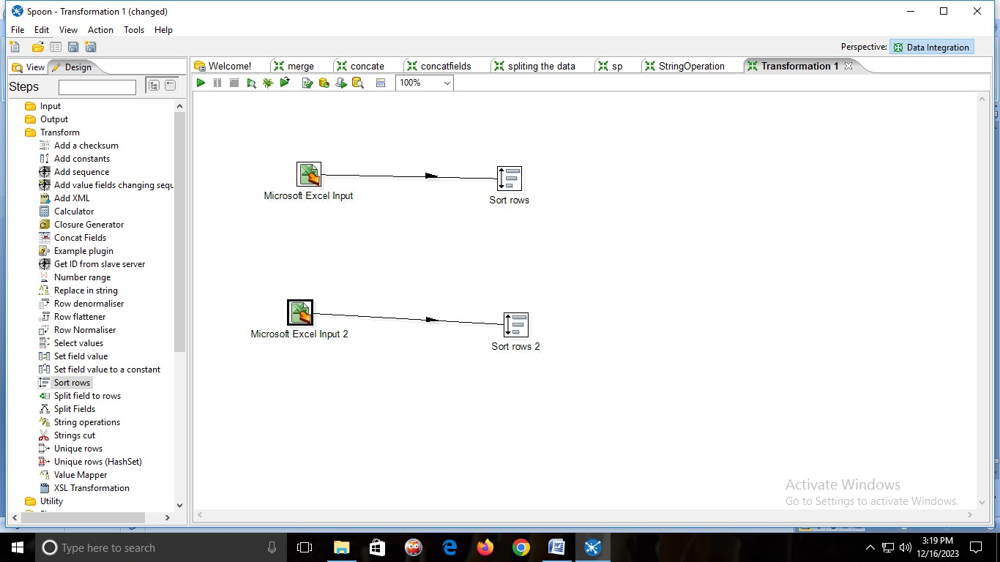 Spoon - Transformation 1 (changed)
File Edit View Action Tools Help
Perspective: Data Integration
View Design
Welcome! merge concate concatfields spliting the data sp StringOperation Transformation 1
Steps
100%
Input
Output
Transform
Add a checksum
Add constants
Add sequence
Add value fields changing sequ
Add XML
Calculator
Closure Generator
Concat Fields
Example plugin
Get ID from slave server
Number range
Replace in string
Row denormaliser
Row flattener
Row Normaliser
Select values
Set field value
Set field value to a constant
Sort rows
Split field to rows
Split Fields
String operations
Strings cut
Unique rows
Unique rows (HashSet)
Value Mapper
XSL Transformation
Utility
Microsoft Excel Input
Sort rows
Microsoft Excel Input 2
Sort rows 2
Activate Windows
Go to Settings to activate Windows.
Type here to search
3:19 PM
12/16/2023